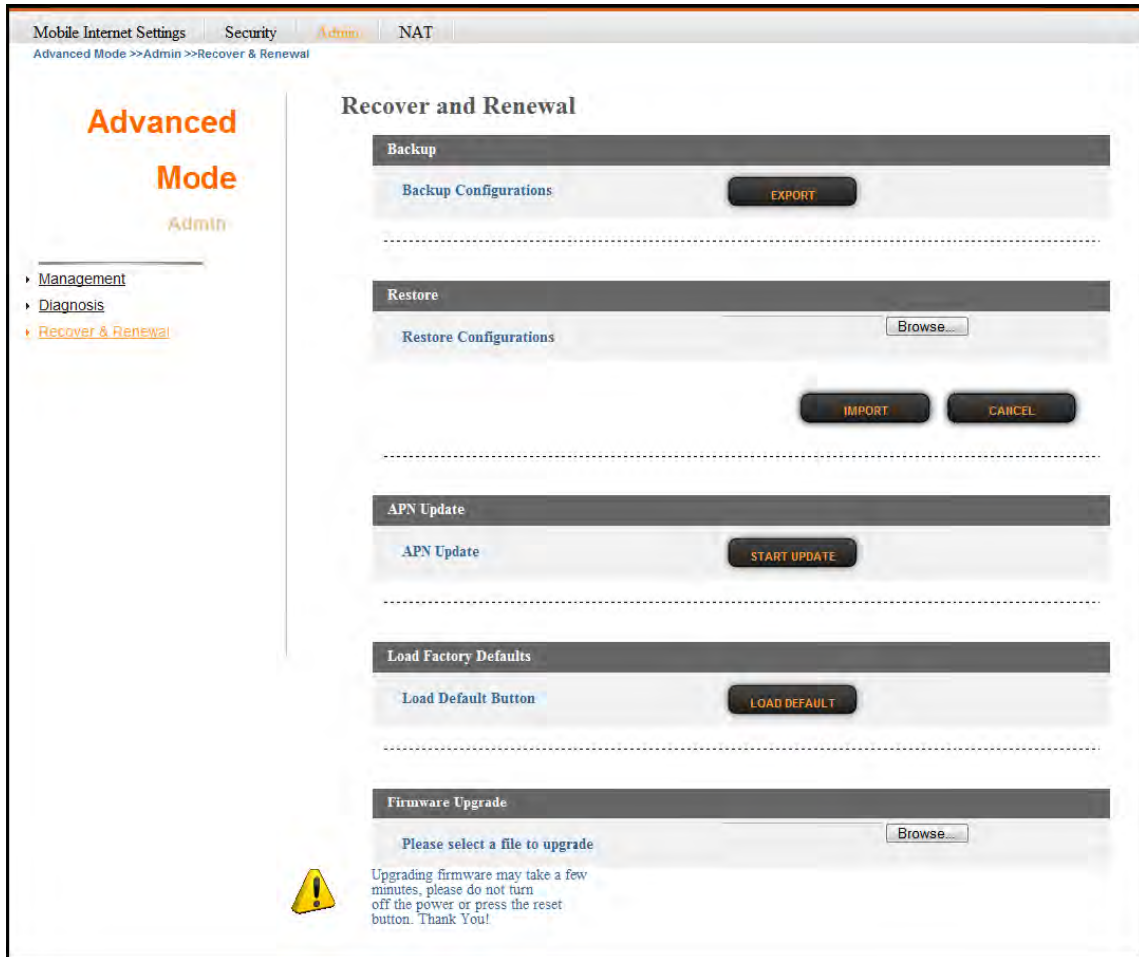 Mobile Internet Settings Security Admin NAT
Advanced Mode >>Admin >>Recover & Renewal
Advanced
Mode
Admin
Management
Diagnosis
Recover & Renewal
Recover and Renewal
Backup
Backup Configurations EXPORT
Restore
Restore Configurations Browse...
IMPORT CANCEL
APN Update
APN Update START UPDATE
Load Factory Defaults
Load Default Button LOAD DEFAULT
Firmware Upgrade
Please select a file to upgrade Browse...
Upgrading firmware may take a few
minutes, please do not turn
off the power or press the reset
button. Thank You!